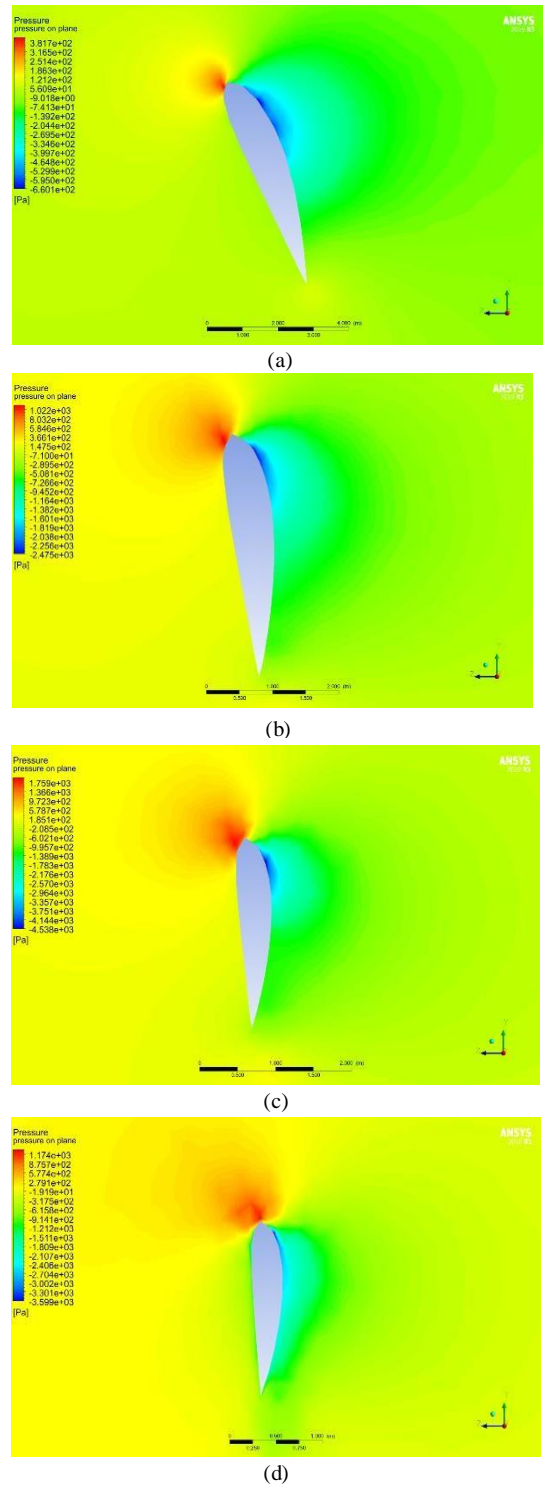 Pressure
pressure on plane
3.817e+02
3.165e+02
2.514e+02
1.863e+02
1.212e+02
5.609e+01
-9.018e+00
-7.413e+01
-1.392e+02
-2.044e+02
-2.695e+02
-3.346e+02
-3.997e+02
-4.648e+02
-5.299e+02
-5.950e+02
-6.601e+02
[Pa]
ANSYS
0 2.000 4.000 (m)
1.000 3.000
(a)
Pressure
pressure on plane
1.022e+03
8.032e+02
5.846e+02
3.661e+02
1.475e+02
-7.100e+01
-2.895e+02
-5.081e+02
-7.266e+02
-9.452e+02
-1.164e+03
-1.382e+03
-1.601e+03
-1.819e+03
-2.038e+03
-2.256e+03
-2.475e+03
[Pa]
ANSYS
0 1.000 2.000 (m)
0.500 1.500
(b)
Pressure
pressure on plane
1.759e+03
1.366e+03
9.723e+02
5.787e+02
1.851e+02
-2.085e+02
-6.021e+02
-9.957e+02
-1.389e+03
-1.783e+03
-2.176e+03
-2.570e+03
-2.964e+03
-3.357e+03
-3.751e+03
-4.144e+03
-4.538e+03
[Pa]
ANSYS
0 1.000 2.000 (m)
0.500 1.500
(c)
Pressure
pressure on plane
1.174e+03
8.757e+02
5.774e+02
2.791e+02
-1.919e+01
-3.175e+02
-6.158e+02
-9.141e+02
-1.212e+03
-1.511e+03
-1.809e+03
-2.107e+03
-2.406e+03
-2.704e+03
-3.002e+03
-3.301e+03
-3.599e+03
[Pa]
ANSYS
0 0.500 1.000 (m)
0.250 0.750
(d)